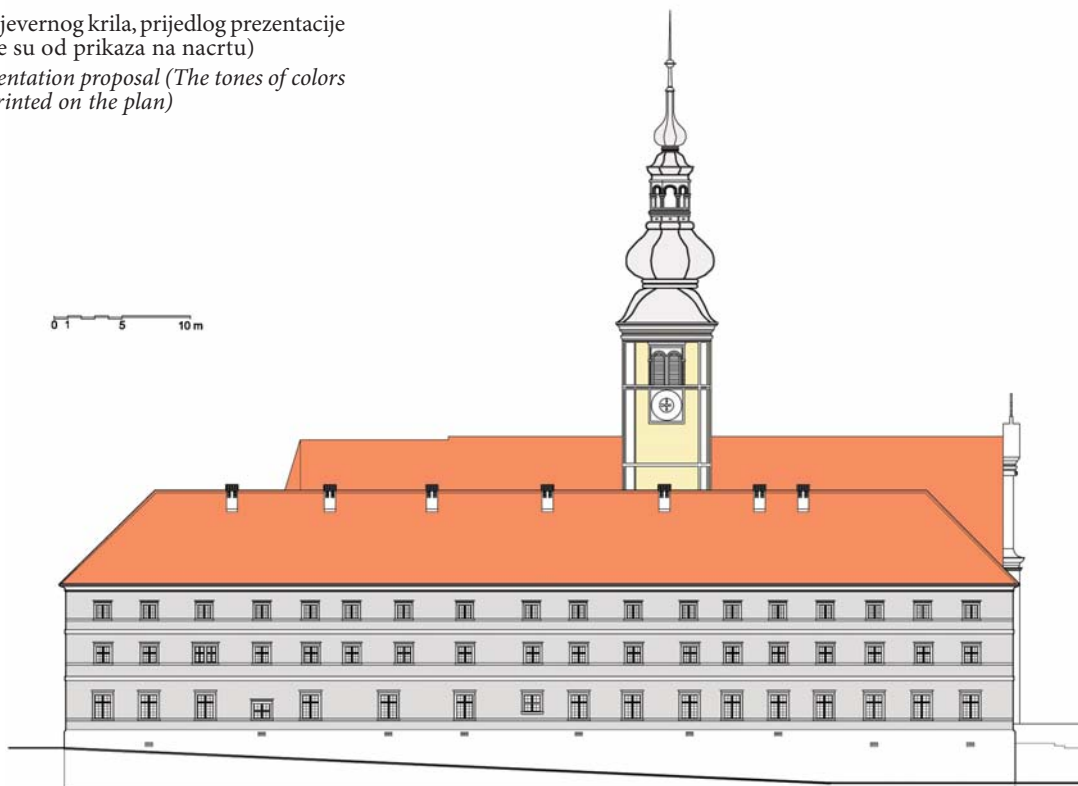 jevernog krila, prijedlog prezentacije
e su od prikaza na nacrtu)
entation proposal (The tones of colors
rinted on the plan)
0 1 5 10 m